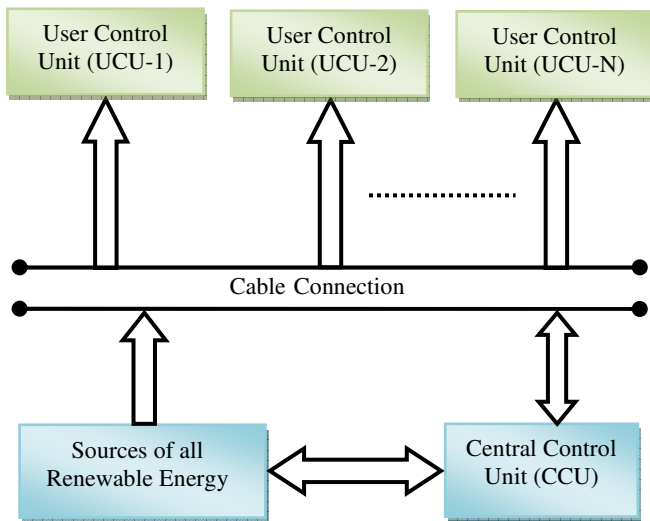 User Control
Unit (UCU-1)
User Control
Unit (UCU-2)
User Control
Unit (UCU-N)
Cable Connection
Sources of all
Renewable Energy
Central Control
Unit (CCU)